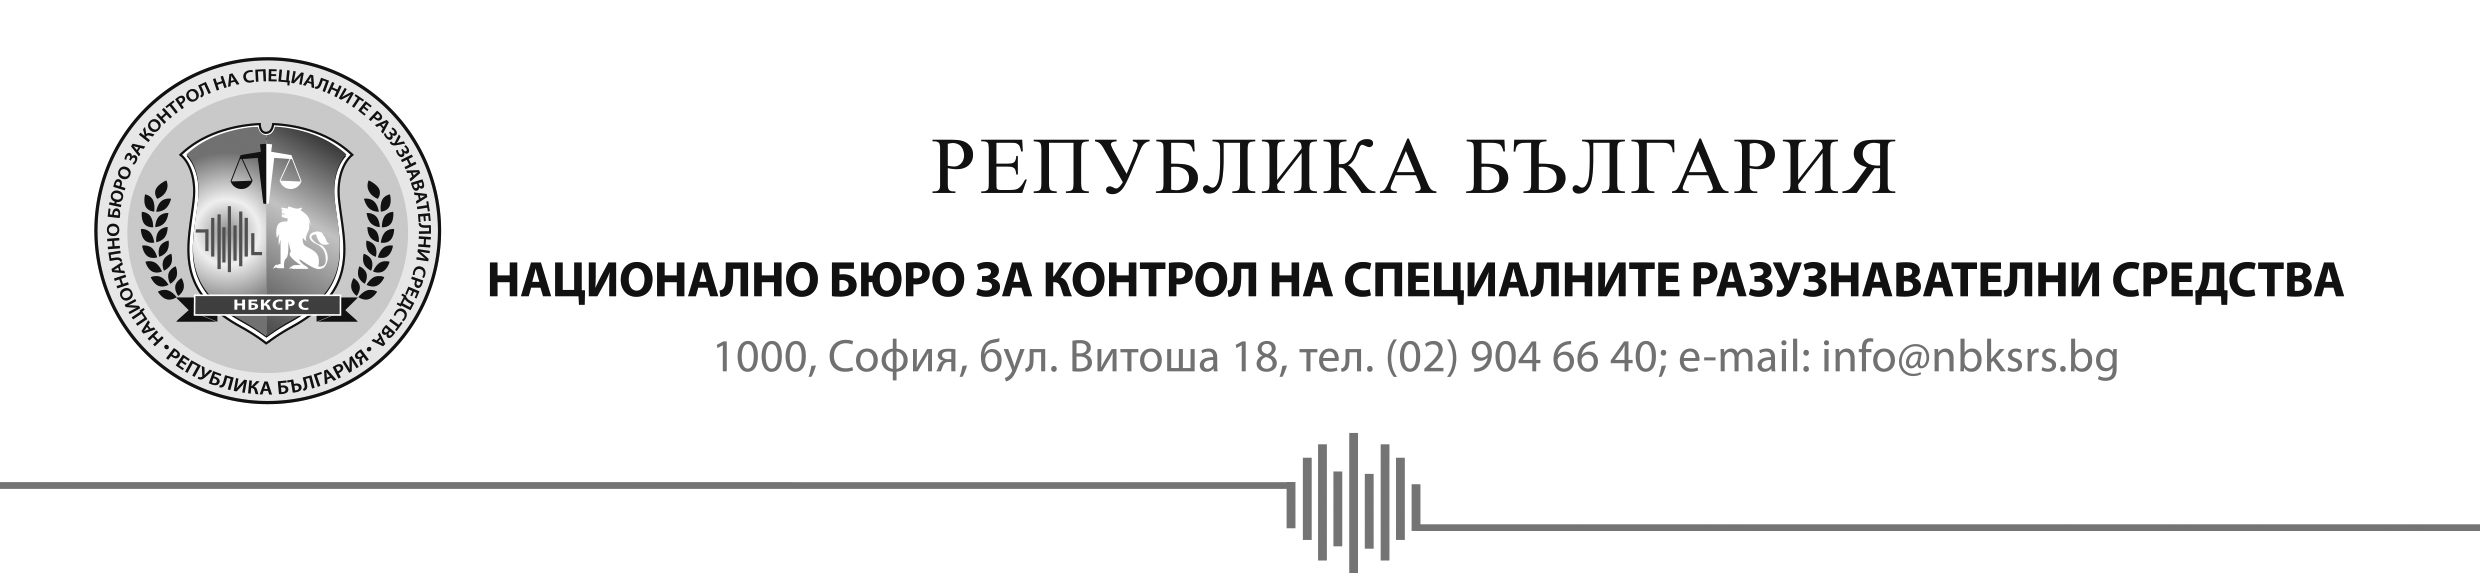 НАЦИОНАЛНО БЮРО ЗА КОНТРОЛ НА СПЕЦИАЛНИТЕ РАЗУЗНАВАТЕЛНИ СРЕДСТВА
• РЕПУБЛИКА БЪЛГАРИЯ •
НБКСРС
РЕПУБЛИКА БЪЛГАРИЯ
НАЦИОНАЛНО БЮРО ЗА КОНТРОЛ НА СПЕЦИАЛНИТЕ РАЗУЗНАВАТЕЛНИ СРЕДСТВА
1000, София, бул. Витоша 18, тел. (02) 904 66 40; e-mail: info@nbksrs.bg